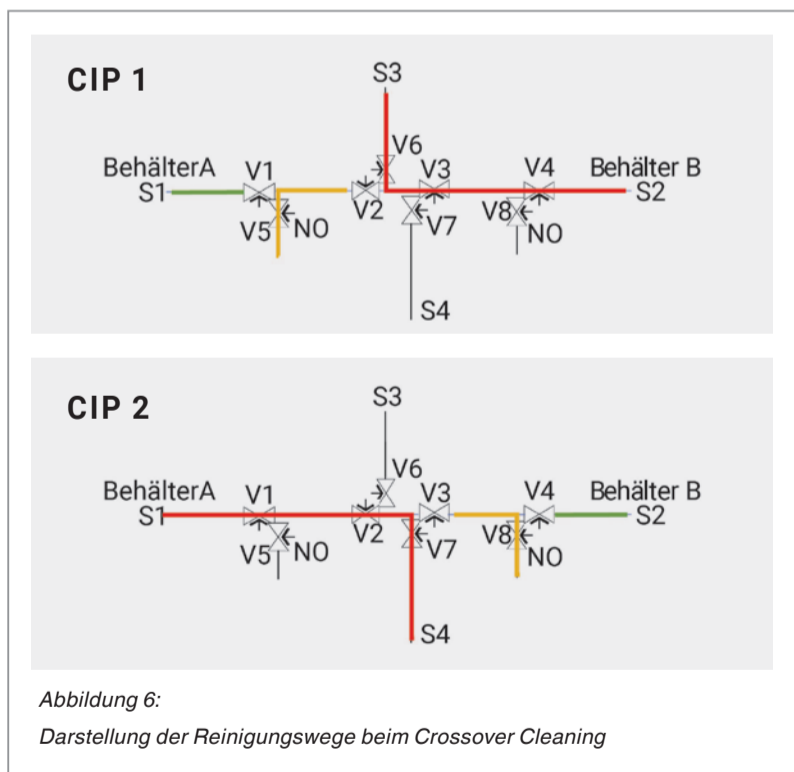 CIP 1
S3
V6
BehälterA V1 V3 V4 Behälter B
S1 S2
V2 V8
V5 NO V7 NO
S4
CIP 2
S3
V6
BehälterA V1 V3 V4 Behälter B
S1 S2
V2 V8
V5 NO V7 NO
S4
Abbildung 6:
Darstellung der Reinigungswege beim Crossover Cleaning